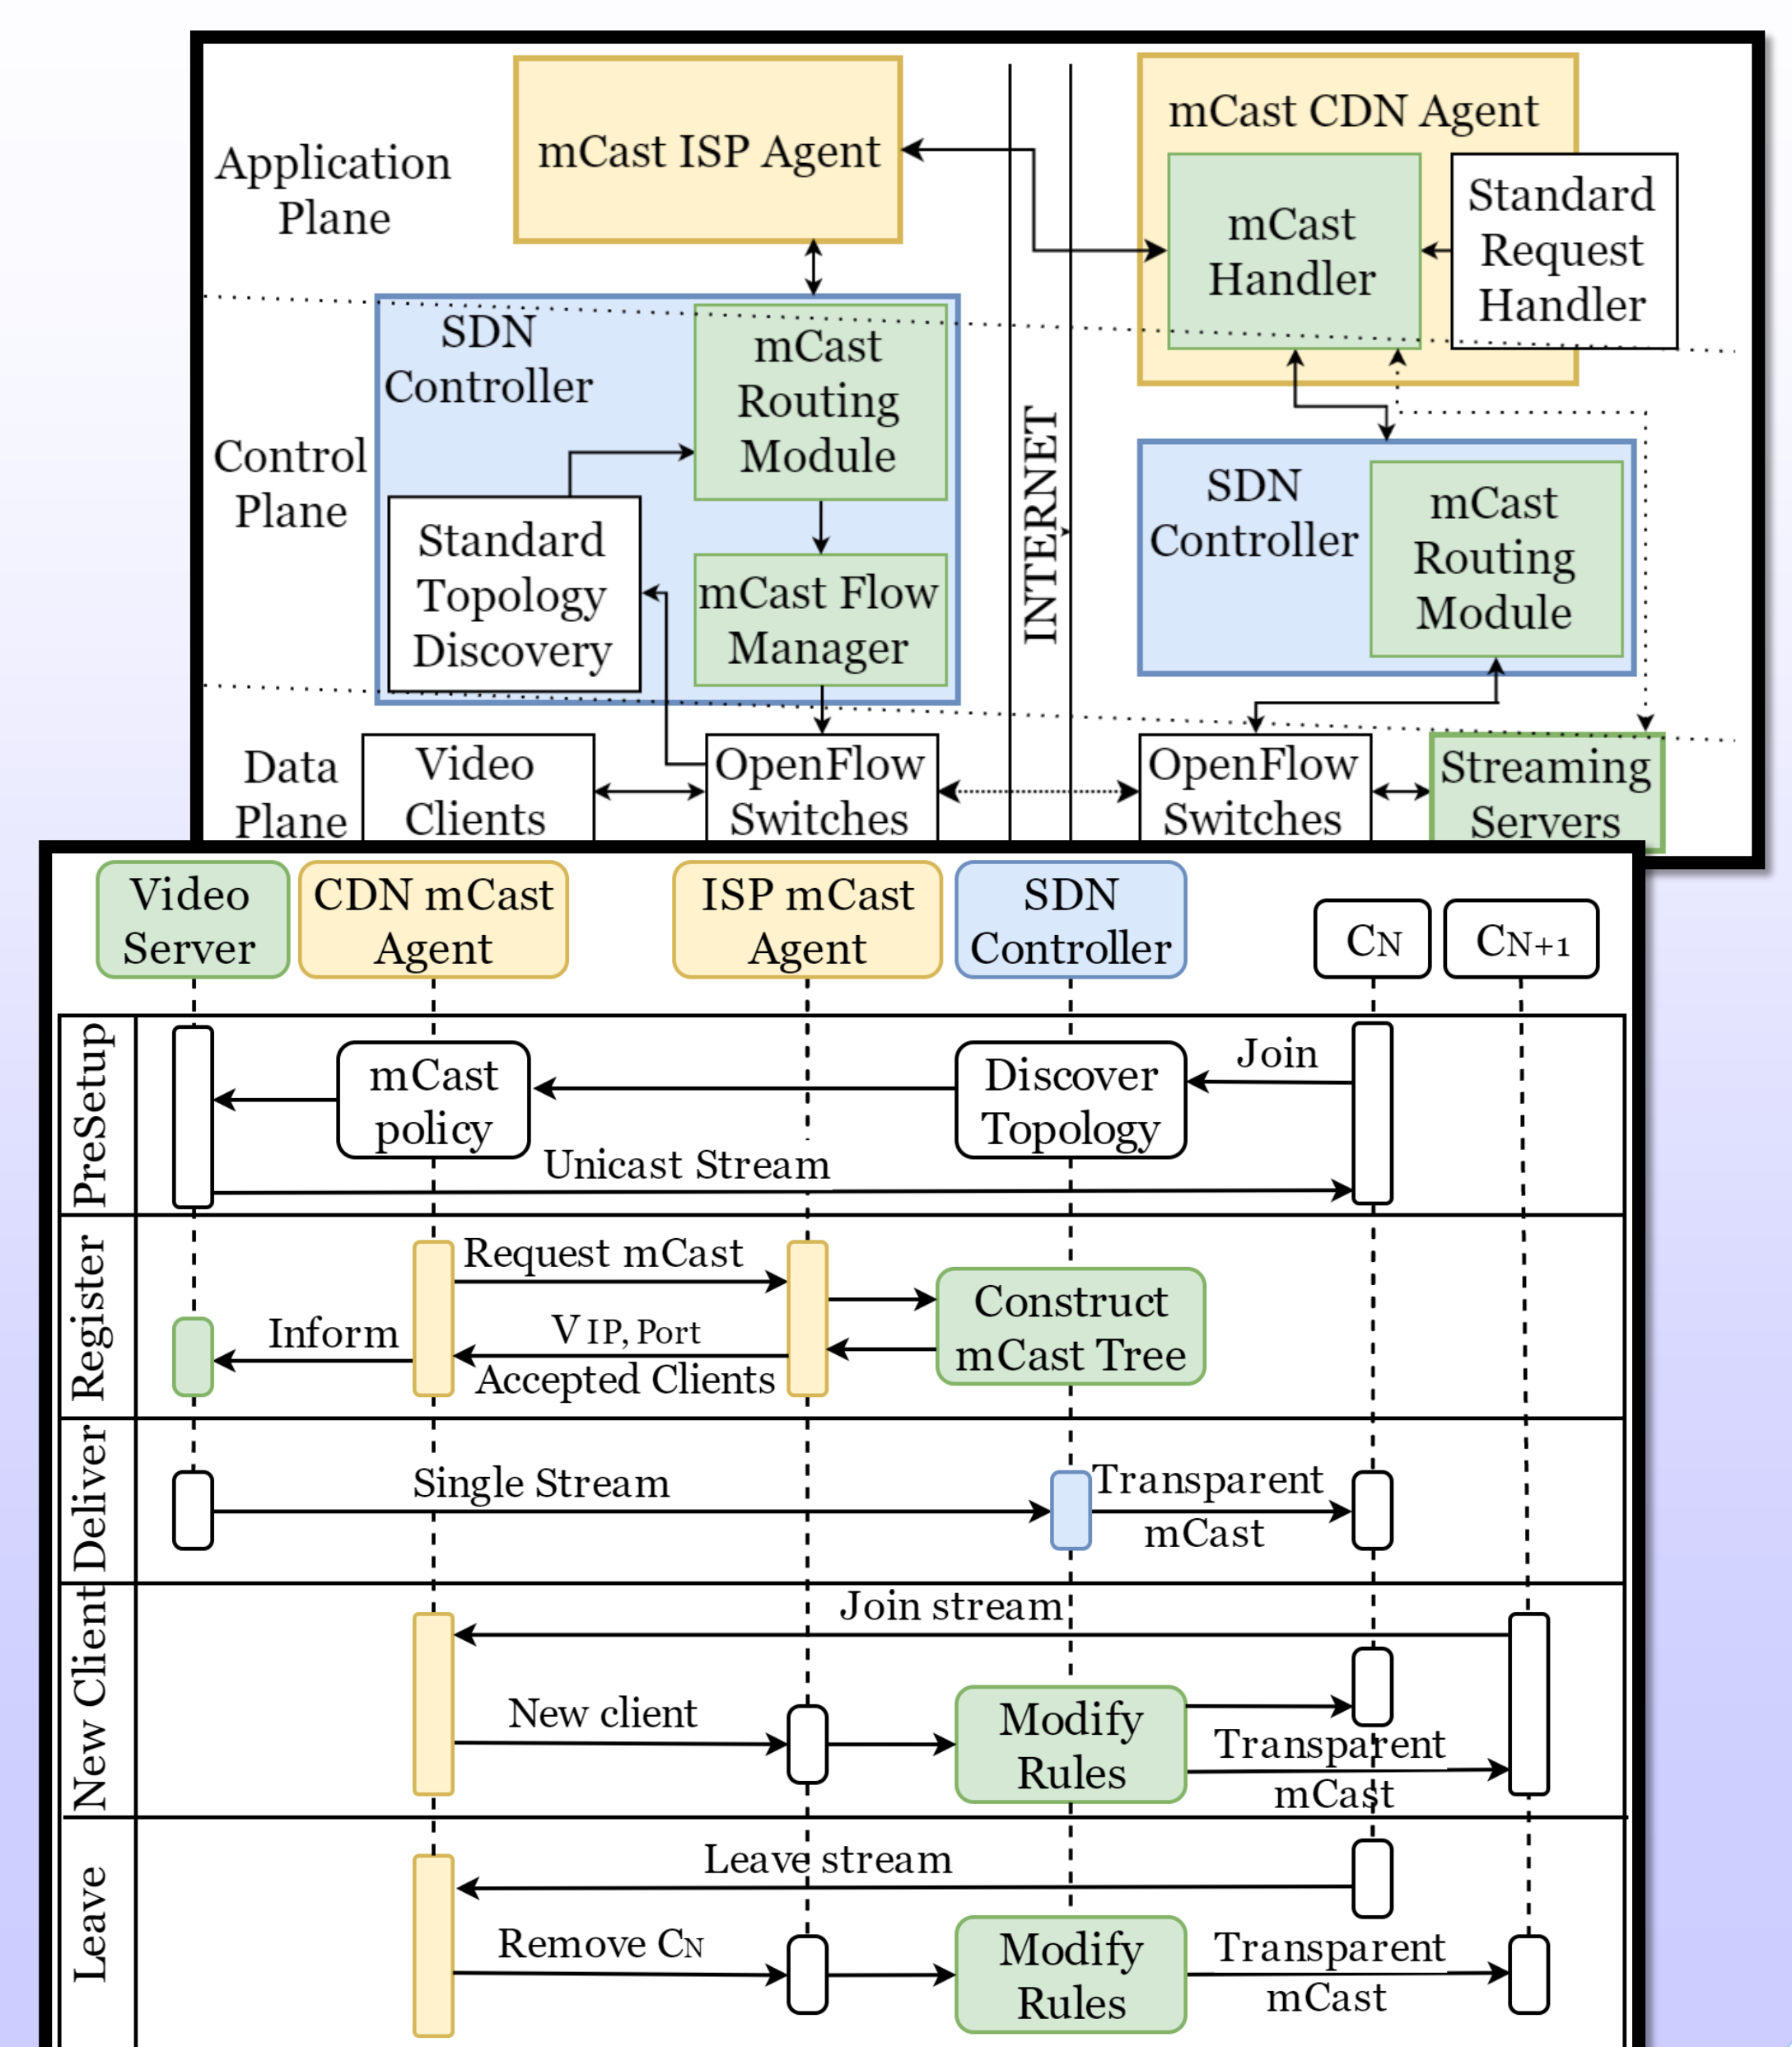 Application
Plane
mCast ISP Agent
mCast CDN Agent
mCast
Handler
Standard
Request
Handler
SDN
Controller
mCast
Routing
Module
Control
Plane
Standard
Topology
Discovery
mCast Flow
Manager
INTERNET
SDN
Controller
mCast
Routing
Module
Data
Plane
Video
Clients
OpenFlow
Switches
OpenFlow
Switches
Streaming
Servers
Video
Server
CDN mCast
Agent
ISP mCast
Agent
SDN
Controller
CN
CN+1
PreSetup
mCast
policy
Discover
Topology
Join
Unicast Stream
Register
Request mCast
Construct
mCast Tree
Inform
V IP, Port
Accepted Clients
Deliver
Single Stream
Transparent
mCast
New Client
Join stream
New client
Modify
Rules
Transparent
mCast
Leave
Leave stream
Remove CN
Modify
Rules
Transparent
mCast